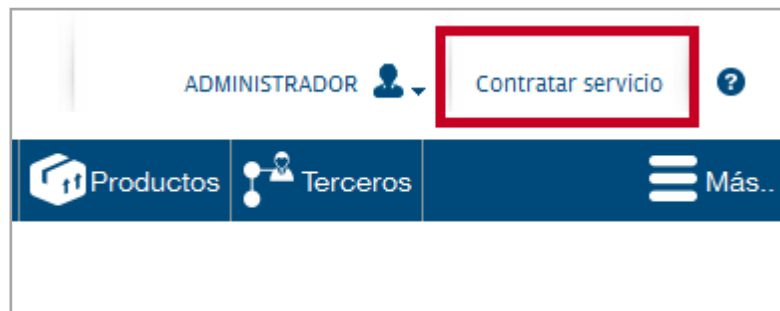 ADMINISTRADOR Contratar servicio ?
Productos Terceros Más..